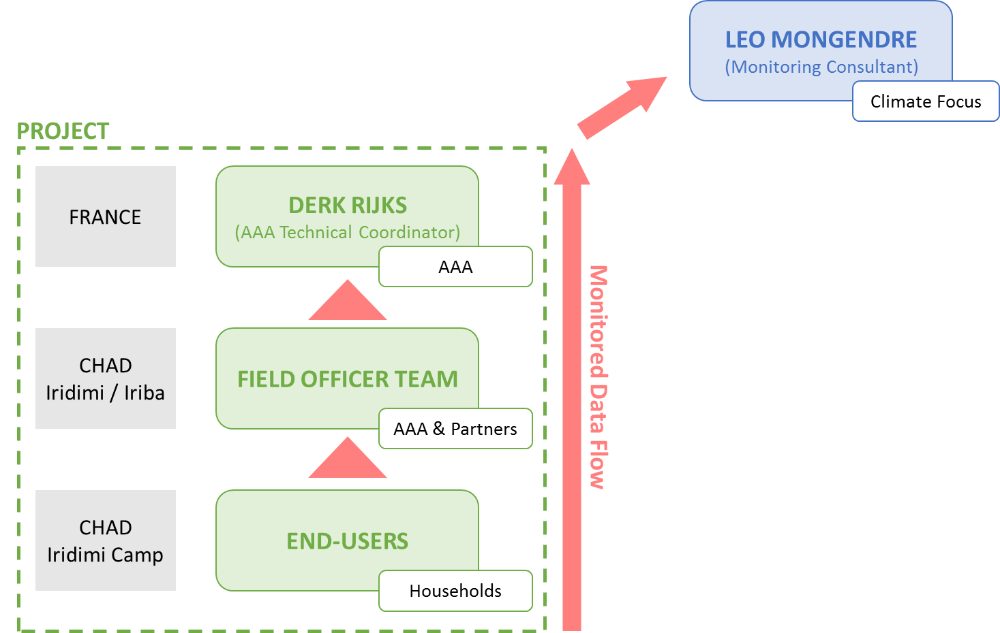 LEO MONGENDRE
(Monitoring Consultant)
Climate Focus
PROJECT
FRANCE
DERK RIJKS
(AAA Technical Coordinator)
AAA
CHAD
Iridimi / Iriba
FIELD OFFICER TEAM
AAA & Partners
CHAD
Iridimi Camp
END-USERS
Households
Monitored Data Flow